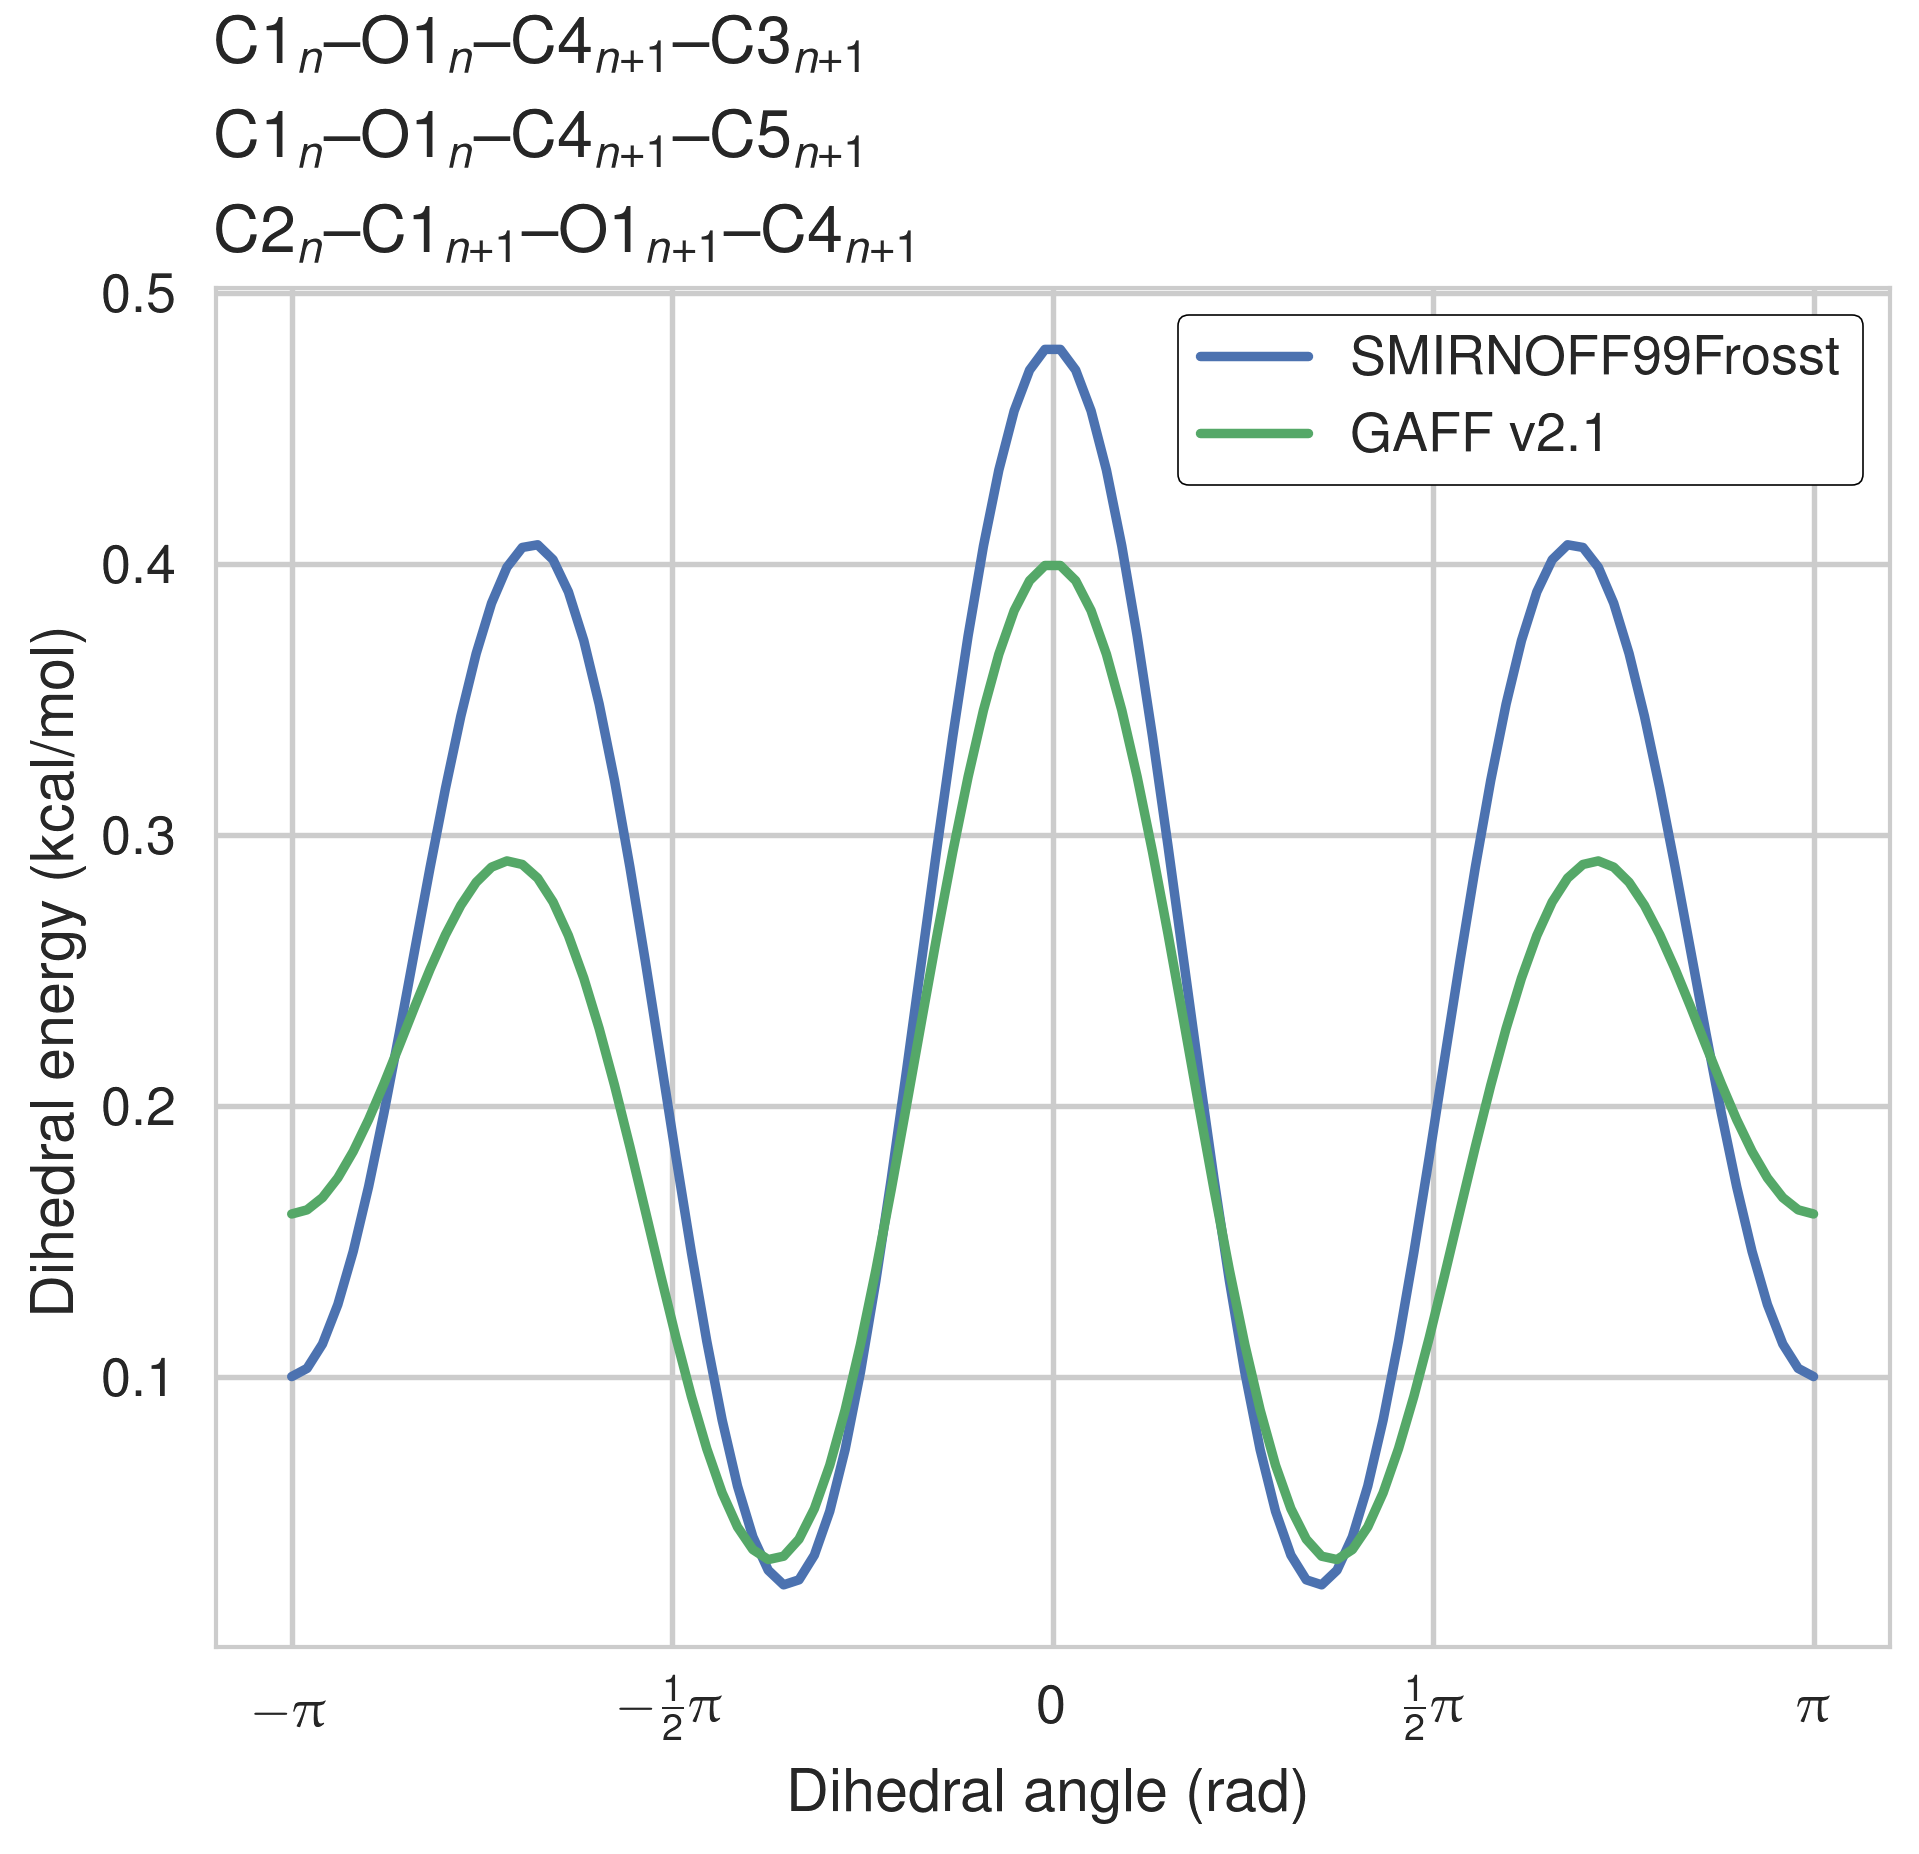 C1ₙ–O1ₙ–C4ₙ₊₁–C3ₙ₊₁
C1ₙ–O1ₙ–C4ₙ₊₁–C5ₙ₊₁
C2ₙ–C1ₙ₊₁–O1ₙ₊₁–C4ₙ₊₁
SMIRNOFF99Frosst
GAFF v2.1
Dihedral energy (kcal/mol)
0.5
0.4
0.3
0.2
0.1
−π
−½π
0
½π
π
Dihedral angle (rad)